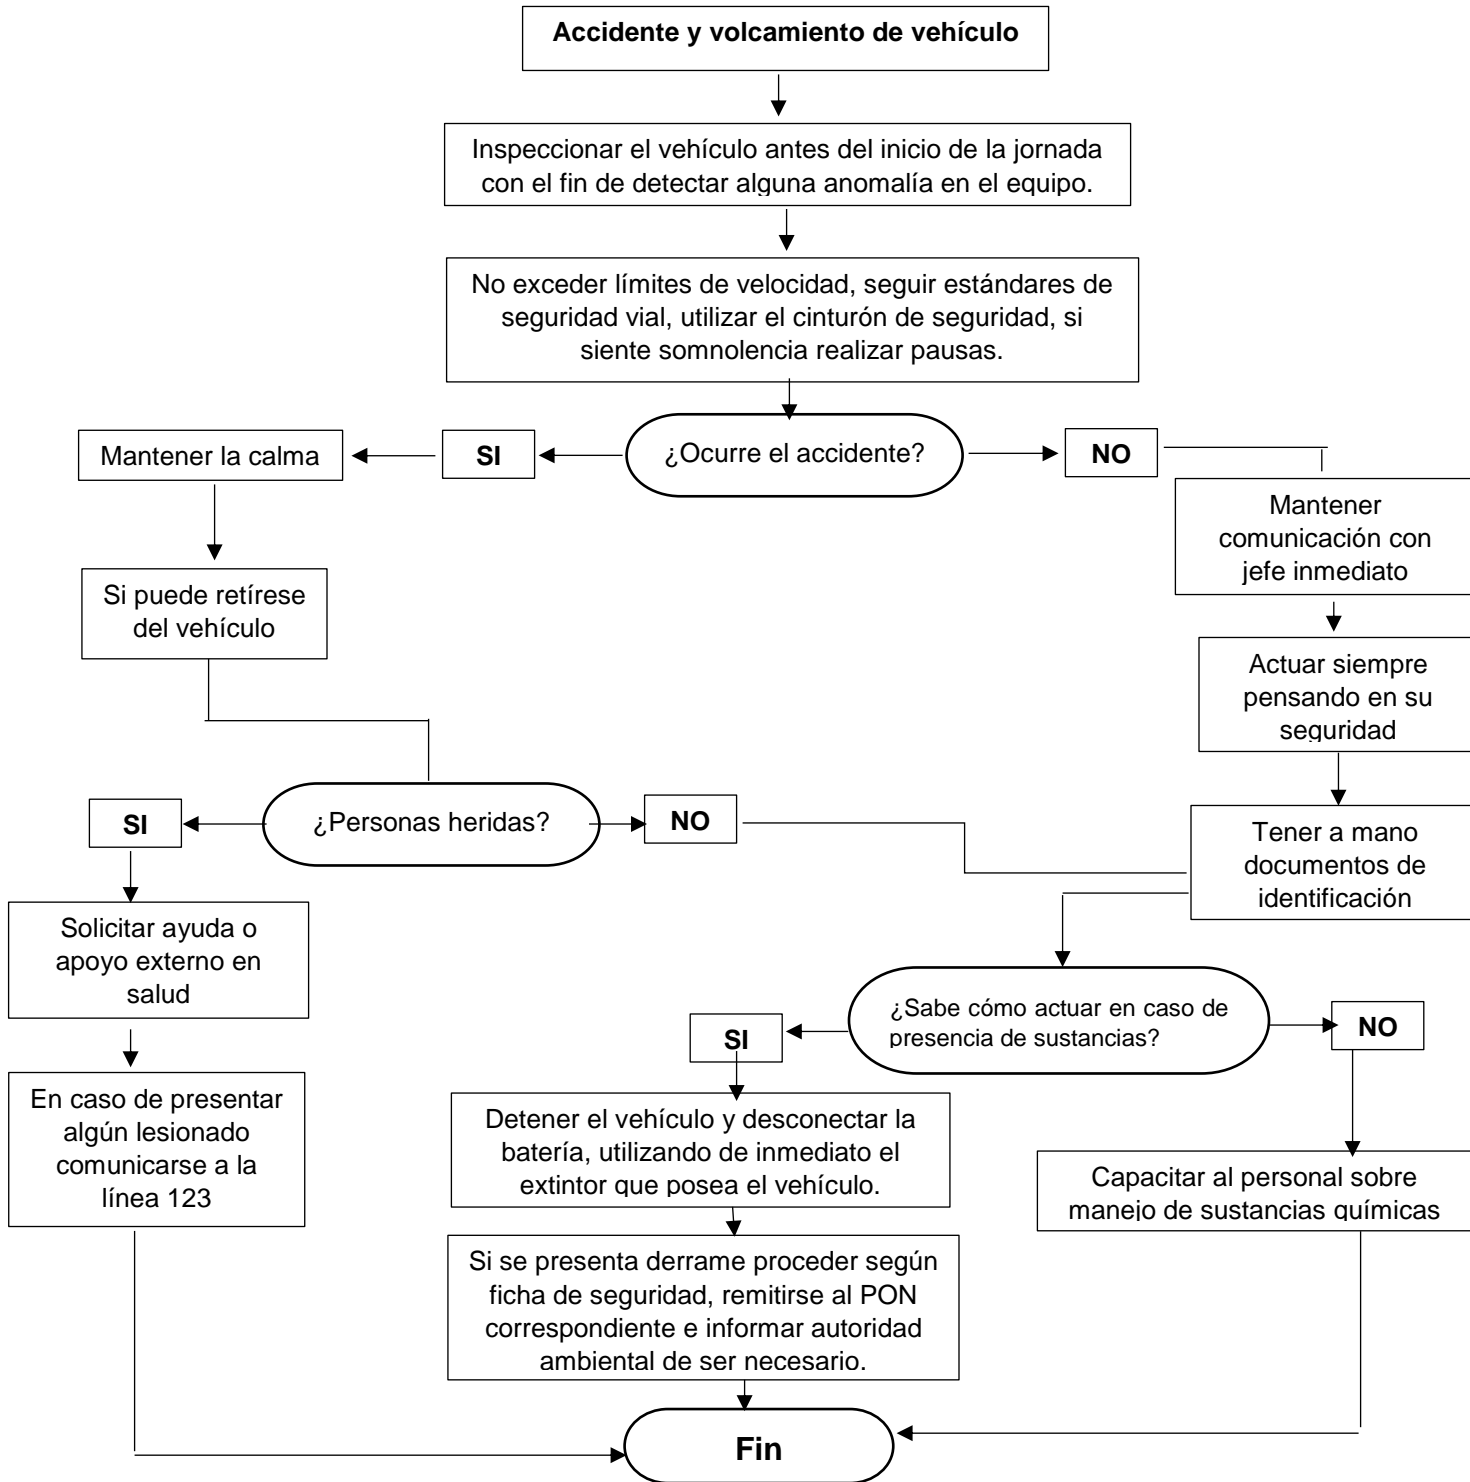 Accidente y volcamiento de vehículo
Inspeccionar el vehículo antes del inicio de la jornada
con el fin de detectar alguna anomalía en el equipo.
No exceder límites de velocidad, seguir estándares de
seguridad vial, utilizar el cinturón de seguridad, si
siente somnolencia realizar pausas.
¿Ocurre el accidente?
SI
NO
Mantener la calma
Mantener
comunicación con
jefe inmediato
Si puede retírese
del vehículo
Actuar siempre
pensando en su
seguridad
¿Personas heridas?
SI
NO
Tener a mano
documentos de
identificación
Solicitar ayuda o
apoyo externo en
salud
¿Sabe cómo actuar en caso de
presencia de sustancias?
SI
NO
En caso de presentar
algún lesionado
comunicarse a la
línea 123
Detener el vehículo y desconectar la
batería, utilizando de inmediato el
extintor que posea el vehículo.
Capacitar al personal sobre
manejo de sustancias químicas
Si se presenta derrame proceder según
ficha de seguridad, remitirse al PON
correspondiente e informar autoridad
ambiental de ser necesario.
Fin